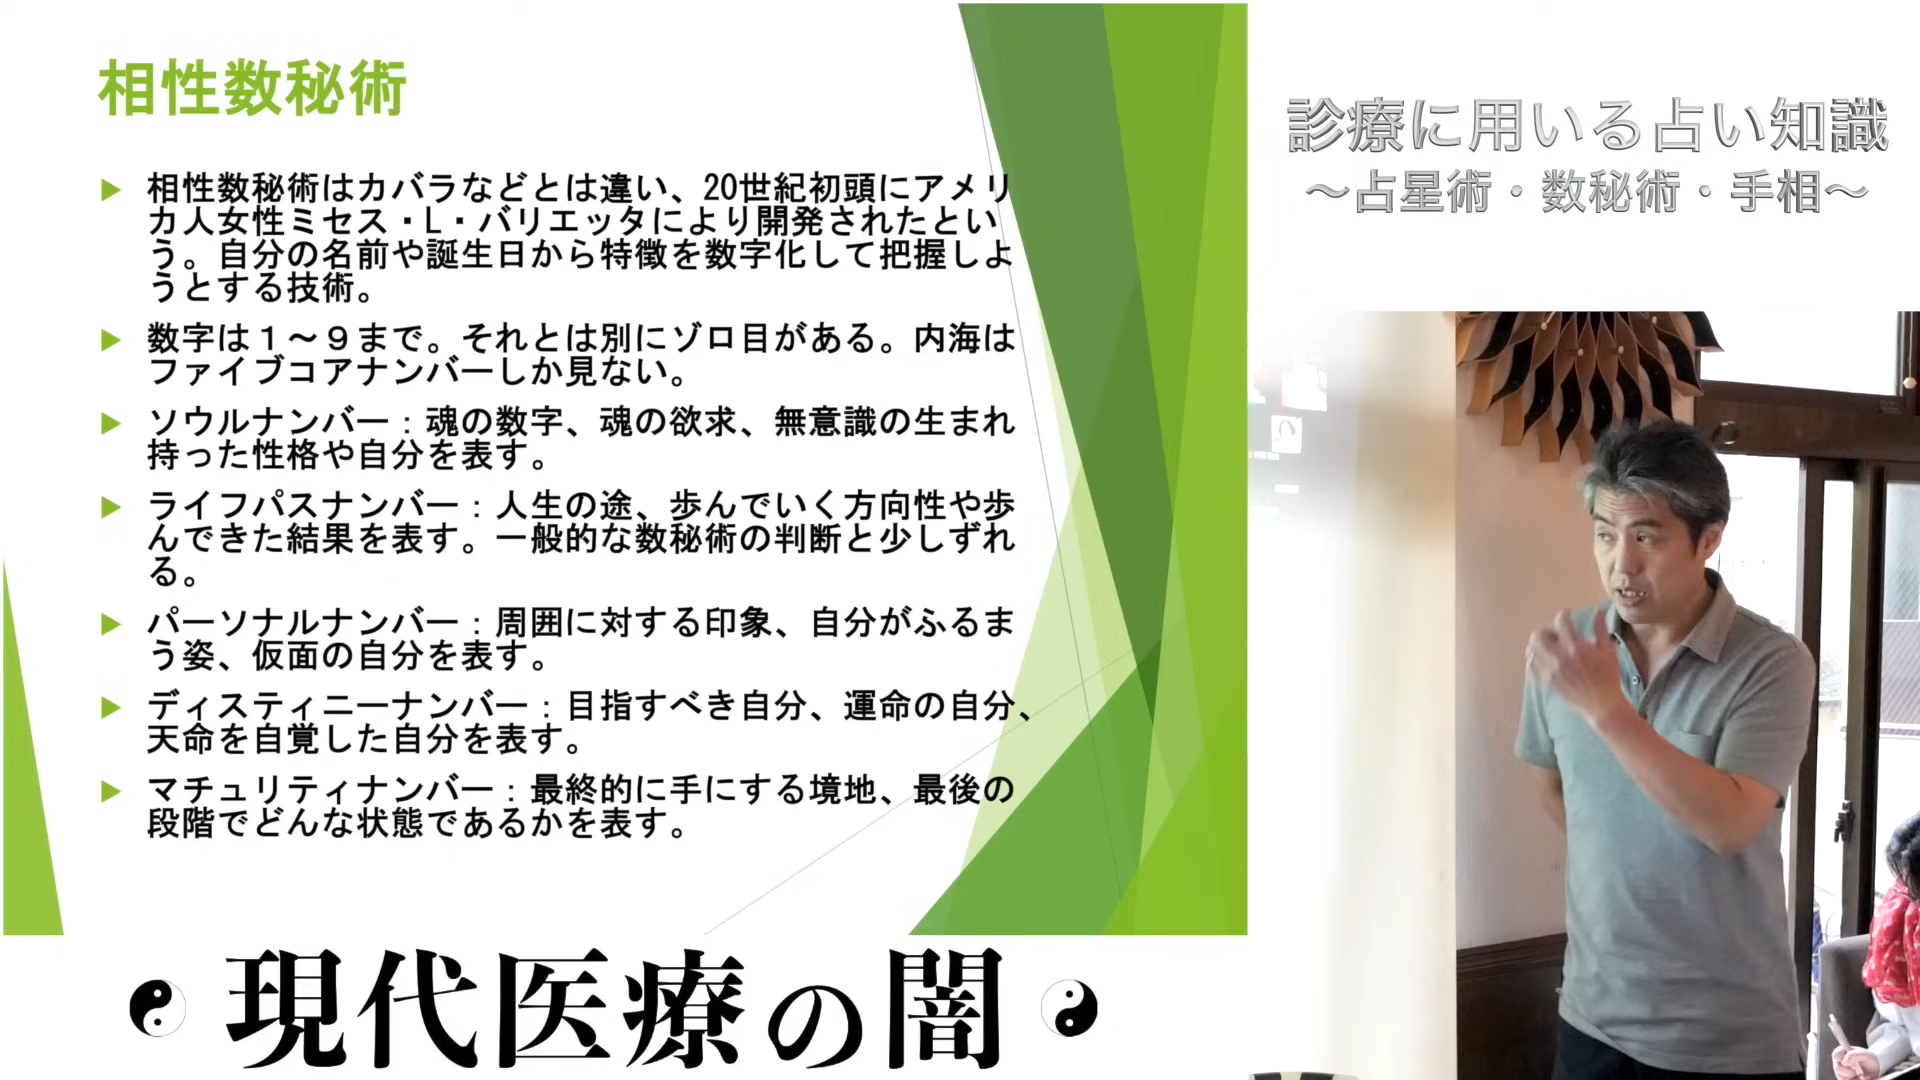 相性数秘術
相性数秘術はカバラなどとは違い、20世紀初頭にアメリ
カ人女性ミセス・L・バリエッタにより開発されたとい
う。自分の名前や誕生日から特徴を数字化して把握しよ
うとする技術。
数字は１～９まで。それとは別にゾロ目がある。内海は
ファイブコアナンバーしか見ない。
ソウルナンバー：魂の数字、魂の欲求、無意識の生まれ
持った性格や自分を表す。
ライフパスナンバー：人生の途、歩んでいく方向性や歩
んできた結果を表す。一般的な数秘術の判断と少しずれ
る。
パーソナルナンバー：周囲に対する印象、自分がふるま
う姿、仮面の自分を表す。
ディスティニーナンバー：目指すべき自分、運命の自分、
天命を自覚した自分を表す。
マチュリティナンバー：最終的に手にする境地、最後の
段階でどんな状態であるかを表す。
診療に用いる占い知識
～占星術・数秘術・手相～
現代医療の闇